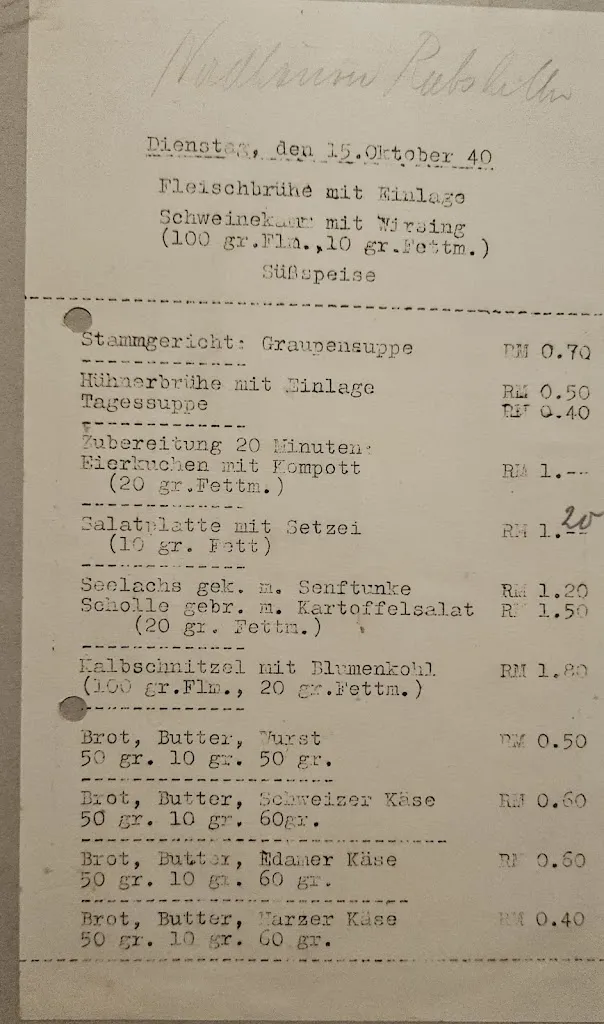 Dienstag, den 15.Oktober 40
Fleischbrühe mit Einlage
Schweinekamm mit Wirsing
(100 gr.Flm.,10 gr.Fettm.)
Süßspeise
Stammgericht: Graupensuppe RM 0.70
Hühnerbrühe mit Einlage RM 0.50
Tagessuppe RM 0.40
Zubereitung 20 Minuten:
Eierkuchen mit Kompott RM 1.--
(20 gr.Fettm.)
Salatplatte mit Setzei RM 1.20
(10 gr. Fett)
Seelachs gek. m. Senftunke RM 1.20
Scholle gebr. m. Kartoffelsalat RM 1.50
(20 gr. Fettm.)
Kalbschnitzel mit Blumenkohl RM 1.80
(100 gr.Flm., 20 gr.Fettm.)
Brot, Butter, Wurst RM 0.50
50 gr. 10 gr. 50 gr.
Brot, Butter, Schweizer Käse RM 0.60
50 gr. 10 gr. 60gr.
Brot, Butter, Edamer Käse RM 0.60
50 gr. 10 gr. 60 gr.
Brot, Butter, Harzer Käse RM 0.40
50 gr. 10 gr. 60 gr.